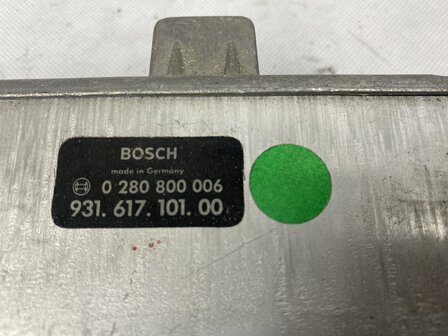 BOSCH
made in Germany
0 280 800 006
931. 617. 101. 00